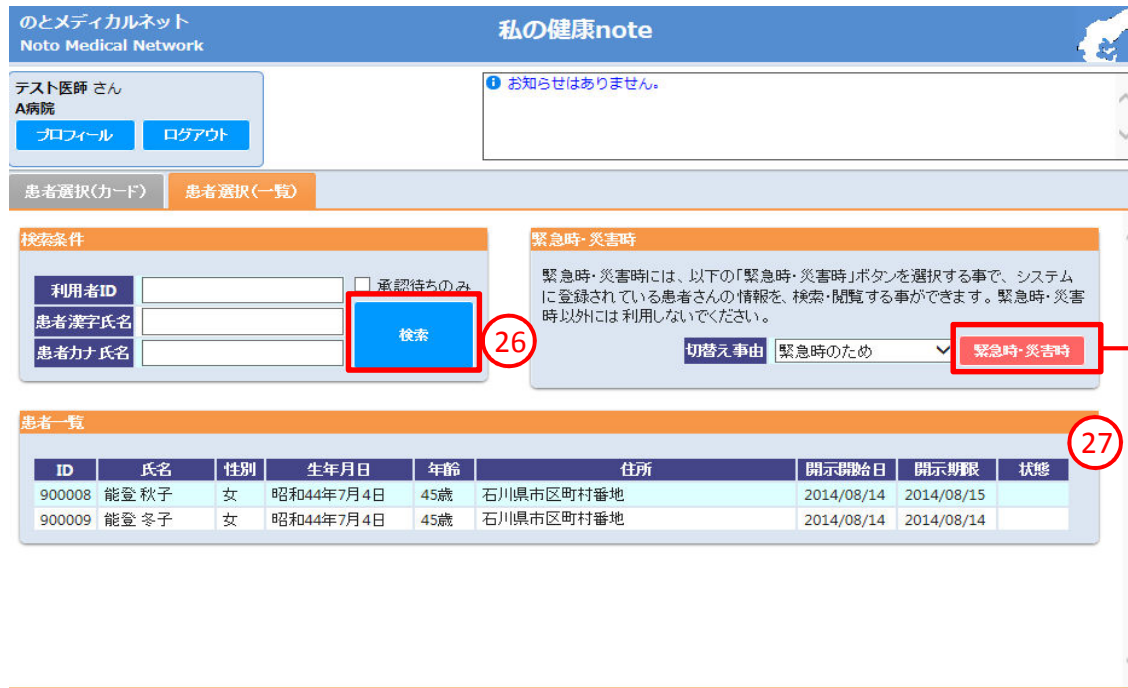 のとメディカルネット
Noto Medical Network
私の健康note
テスト医師 さん
A病院
プロフィール ログアウト
お知らせはありません。
患者選択(カード) 患者選択(一覧)
検索条件
利用者ID 承認待ちのみ
患者漢字氏名
患者カナ氏名
検索
26
緊急時・災害時
緊急時・災害時には、以下の「緊急時・災害時」ボタンを選択する事で、システム
に登録されている患者さんの情報を、検索・閲覧する事ができます。緊急時・災害
時以外には利用しないでください。
切替え事由 緊急時のため 緊急時・災害時
27
患者一覧
ID 氏名 性別 生年月日 年齢 住所 開示開始日 開示期限 状態
900008 能登 秋子 女 昭和44年7月4日 45歳 石川県市区町村番地 2014/08/14 2014/08/15
900009 能登 冬子 女 昭和44年7月4日 45歳 石川県市区町村番地 2014/08/14 2014/08/14